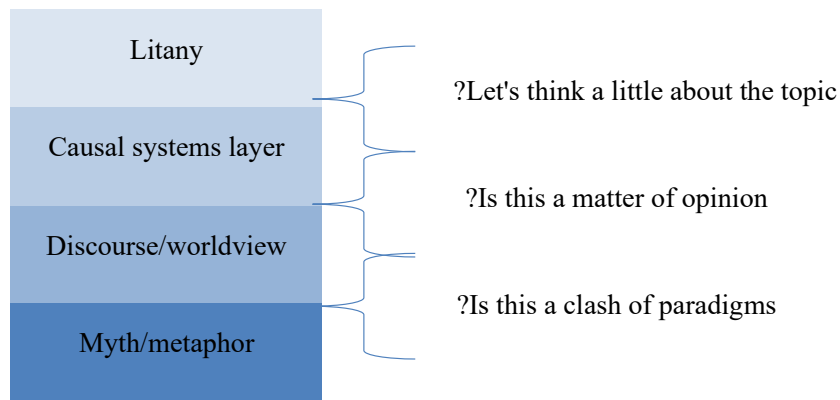 Litany
?Let's think a little about the topic
Causal systems layer
?Is this a matter of opinion
Discourse/worldview
?Is this a clash of paradigms
Myth/metaphor